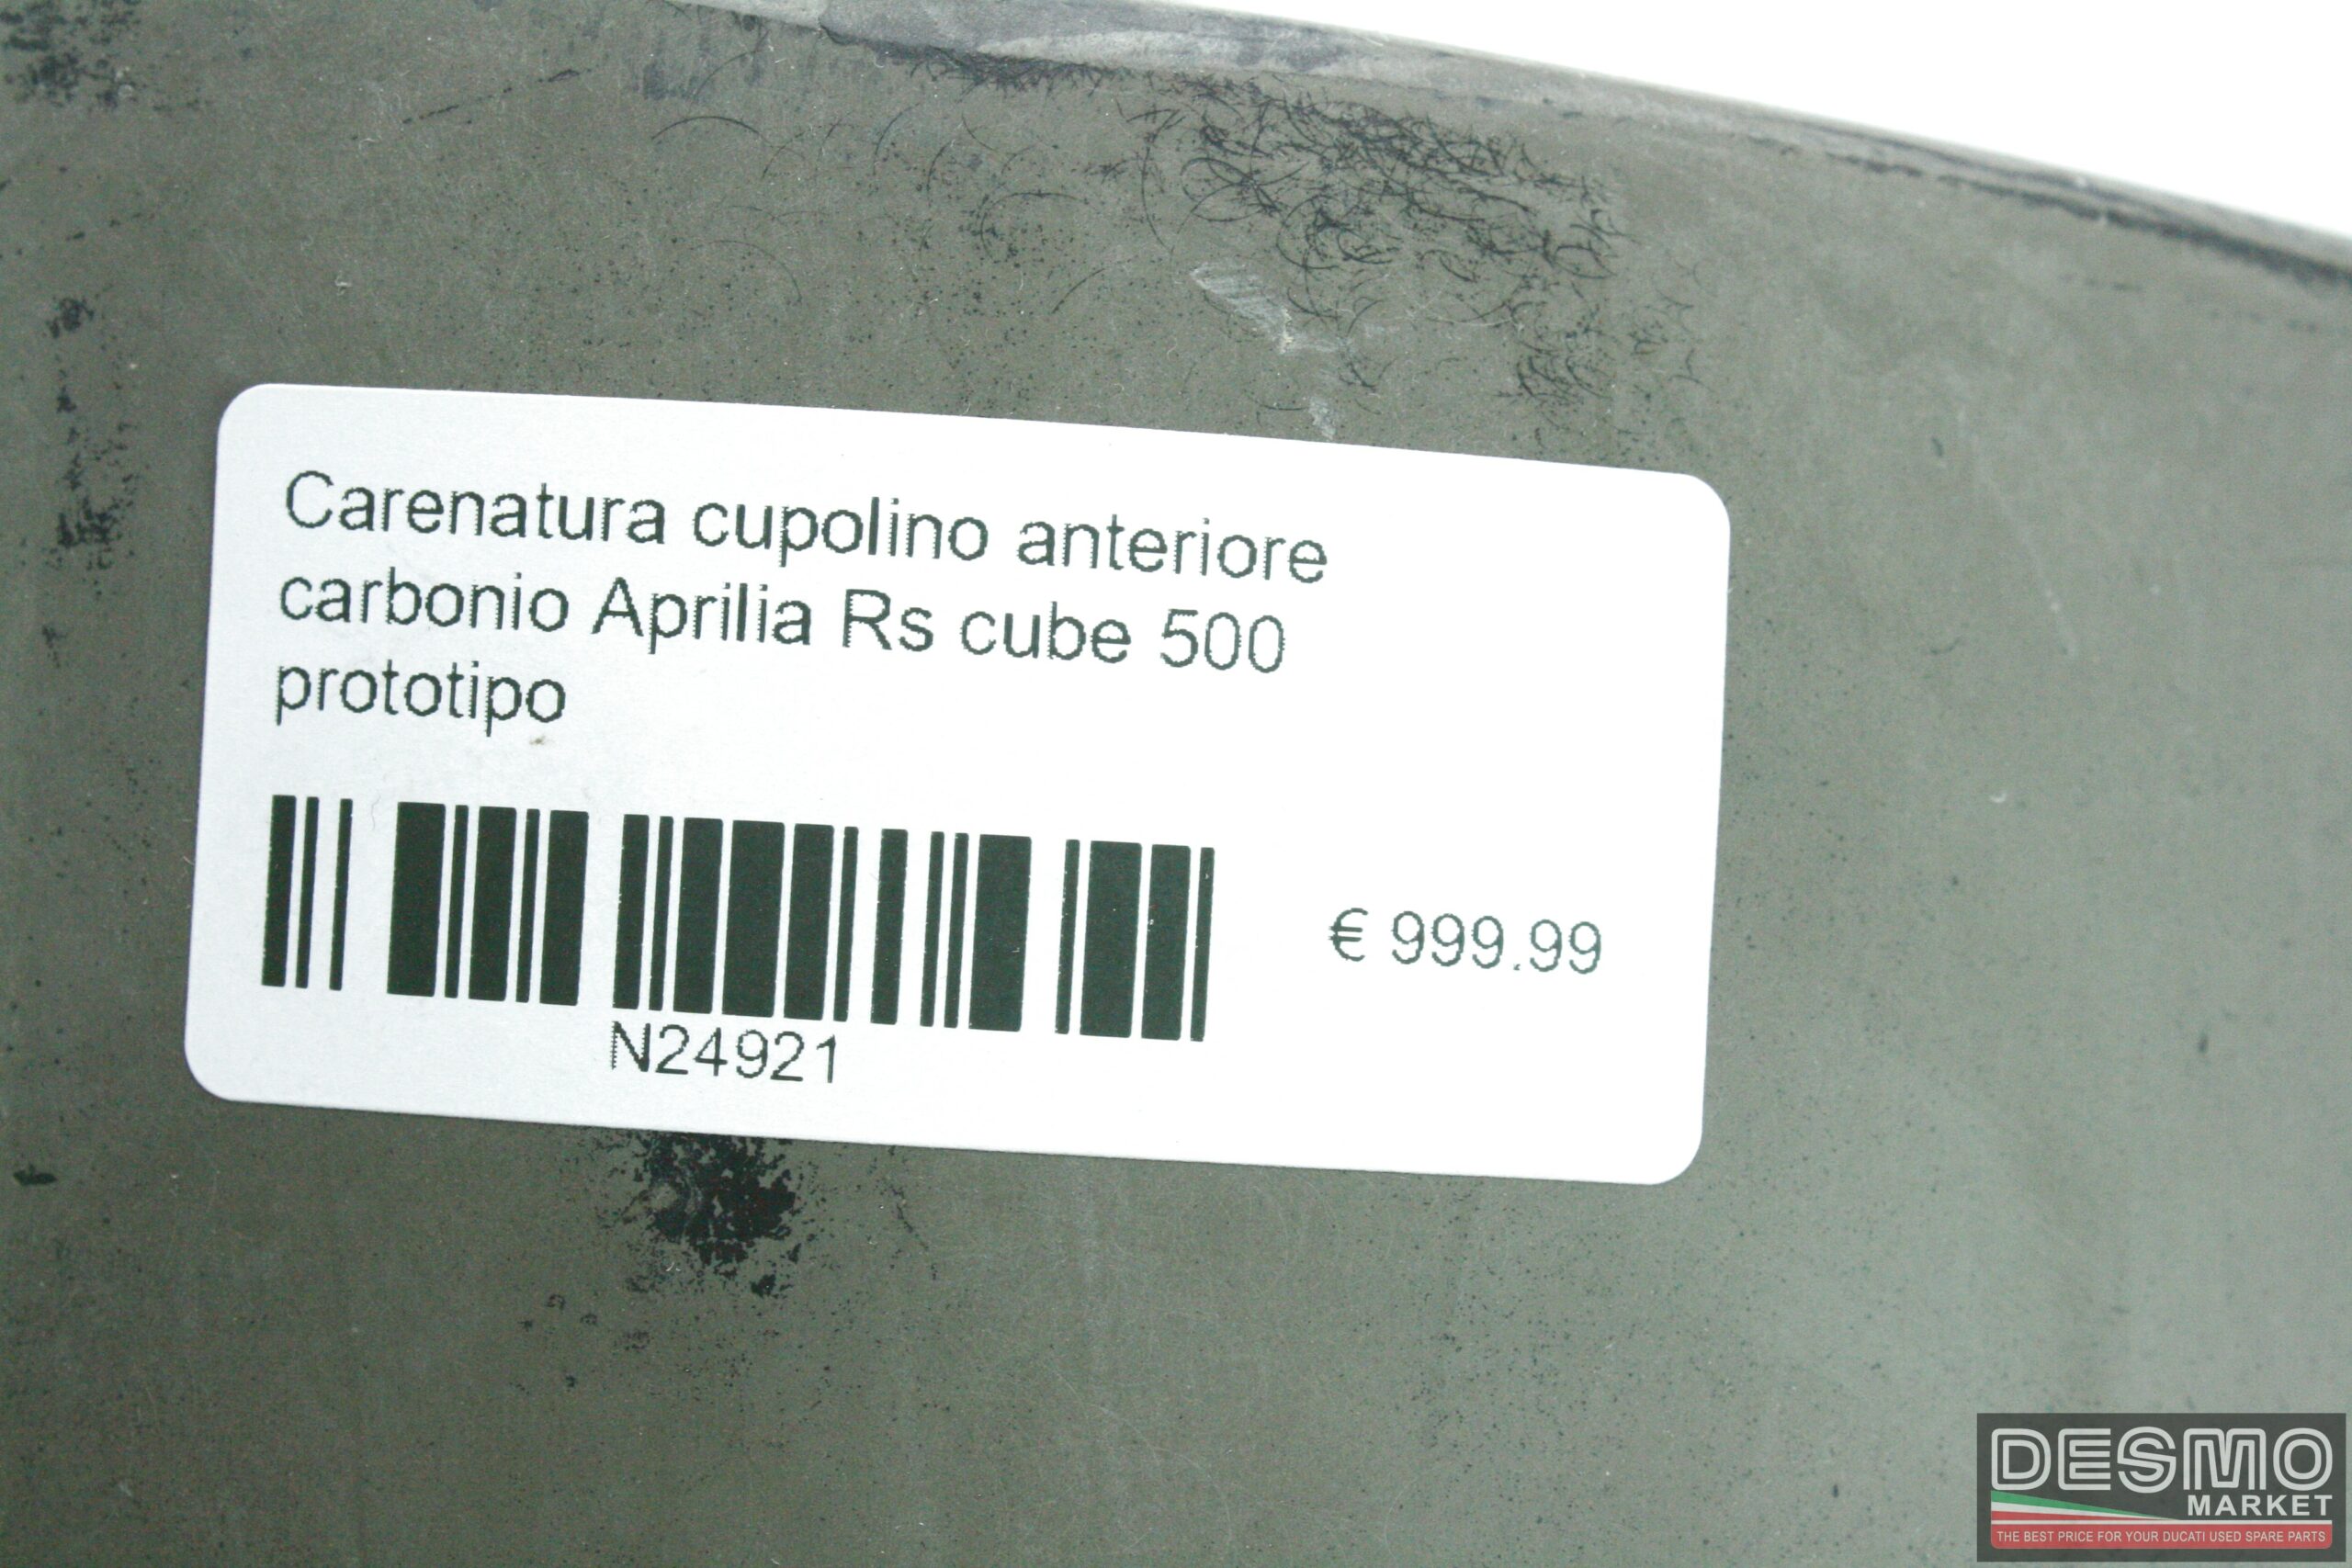 Carenatura cupolino anteriore
carbonio Aprilia Rs cube 500
prototipo
€ 999.99
N24921
DESMO
MARKET
THE BEST PRICE FOR YOUR DUCATI USED SPARE PARTS